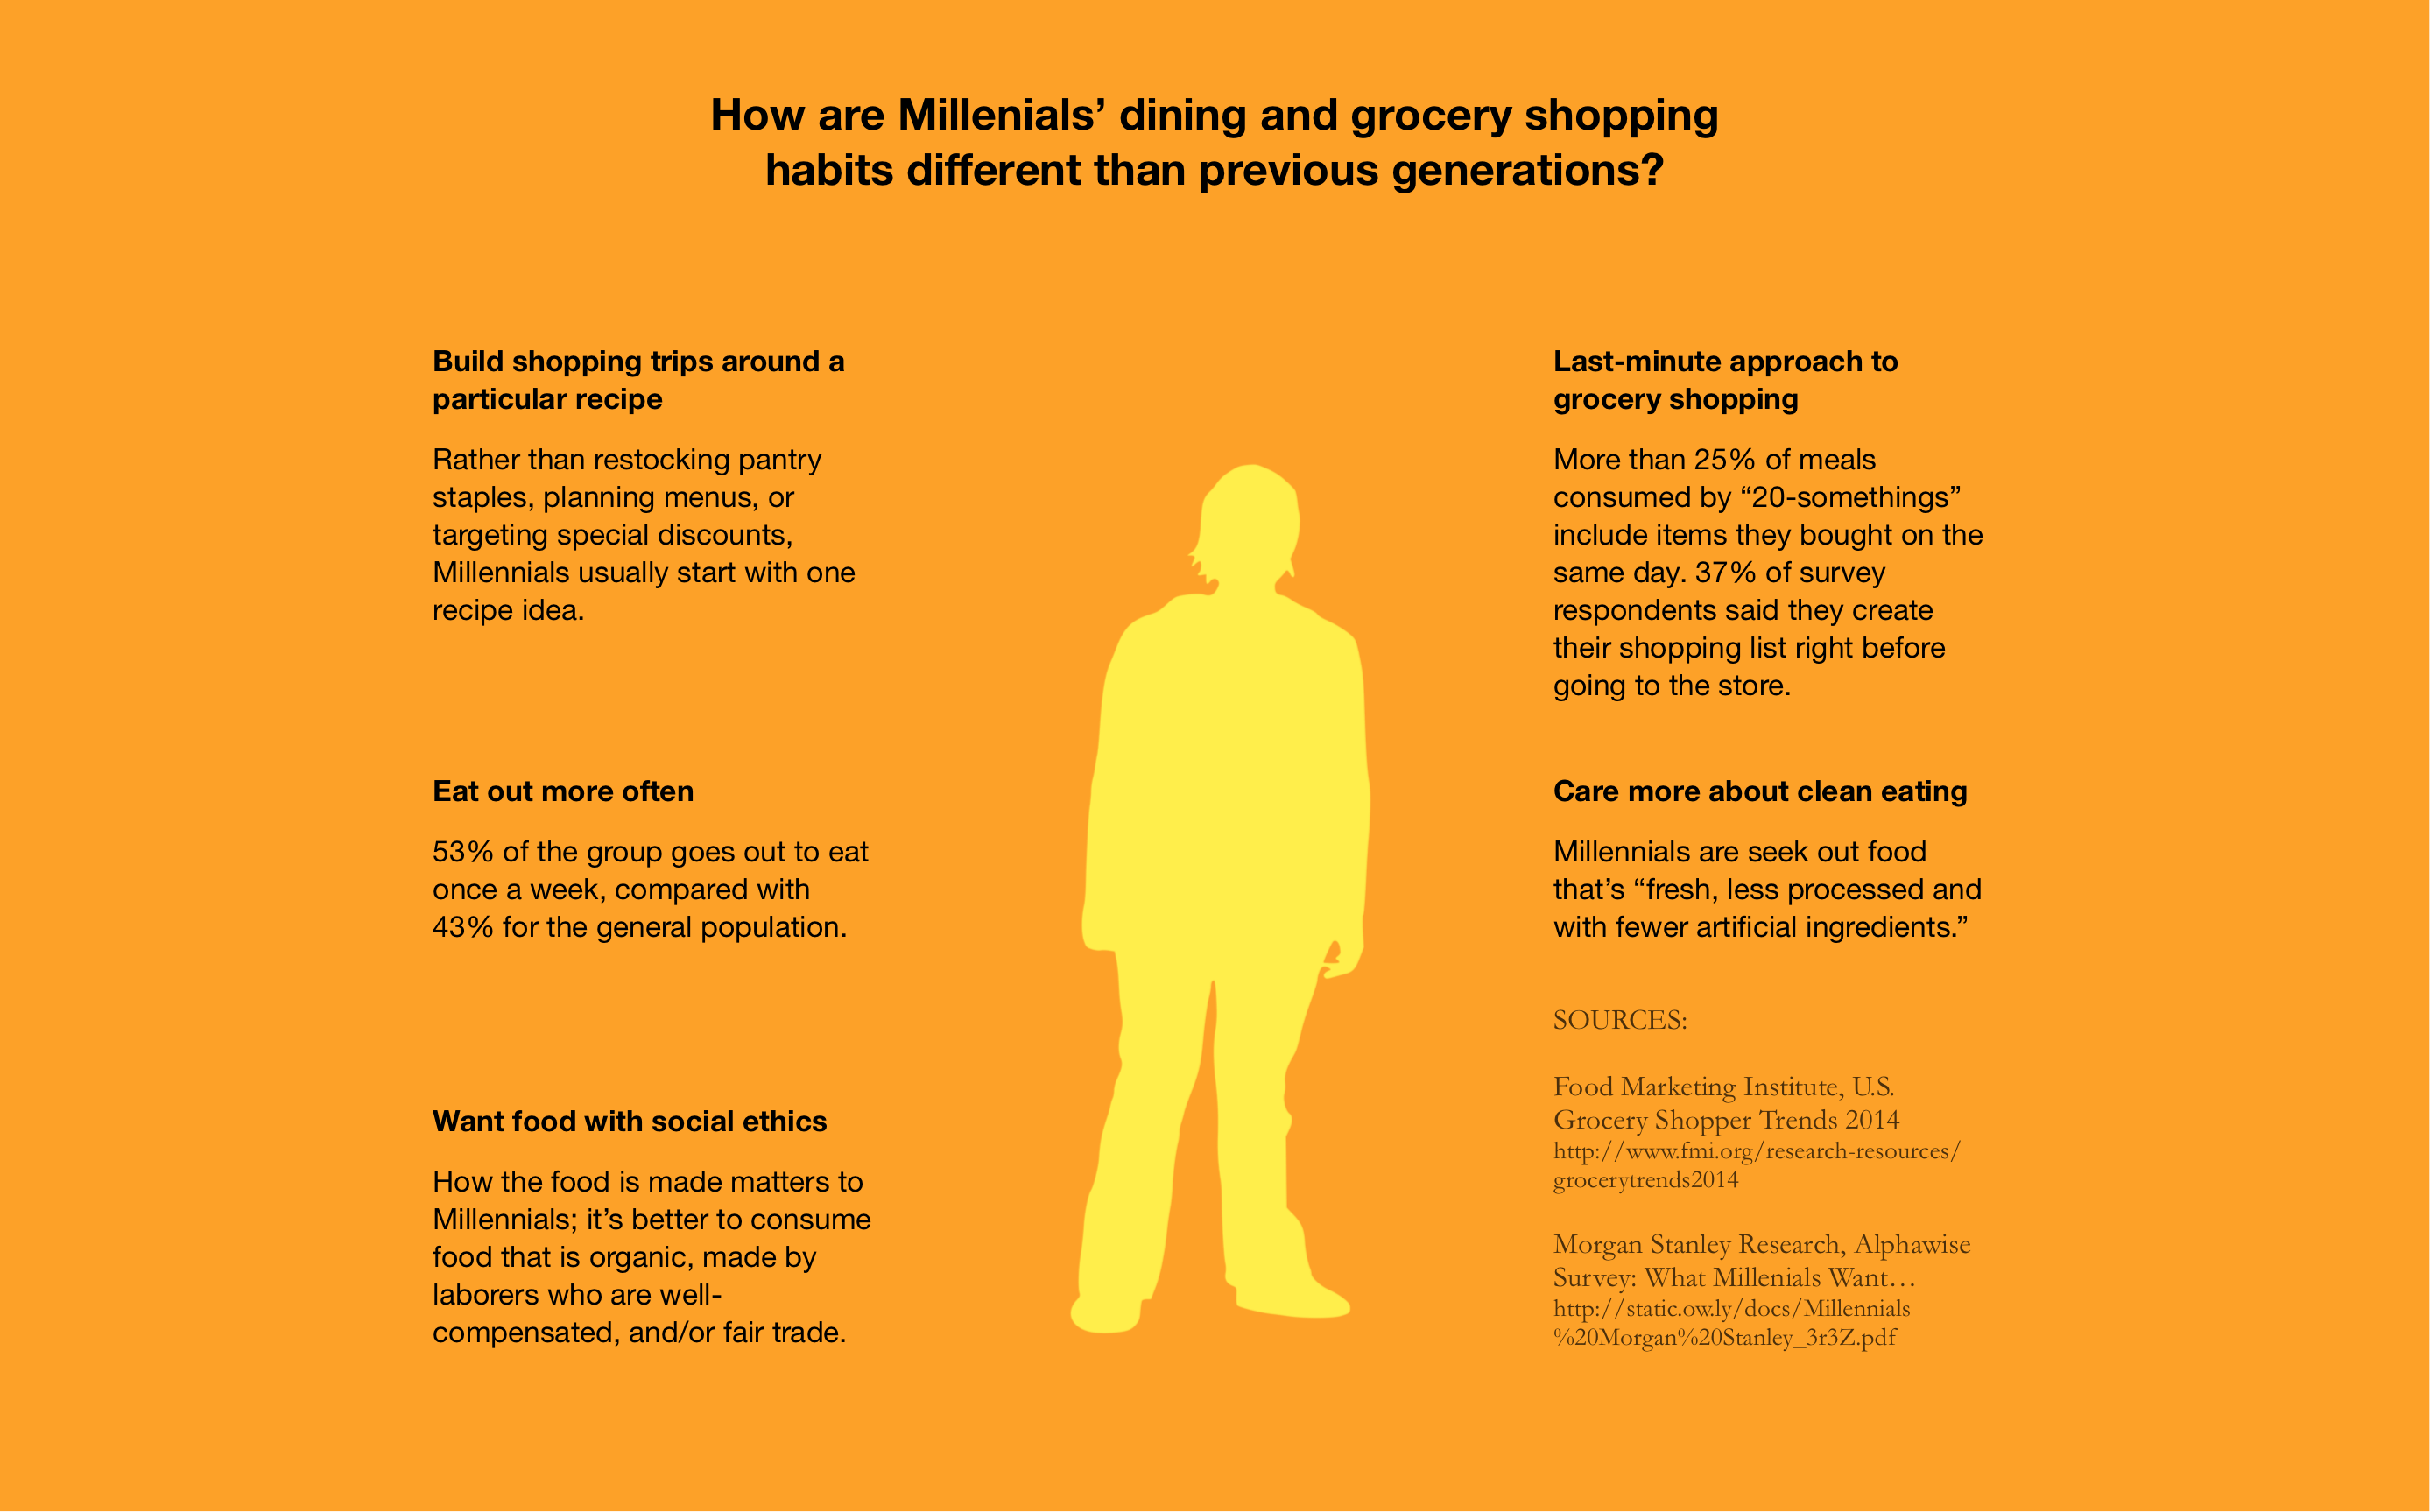 How are Millenials’ dining and grocery shopping
habits different than previous generations?
Build shopping trips around a
particular recipe
Rather than restocking pantry
staples, planning menus, or
targeting special discounts,
Millennials usually start with one
recipe idea.
Eat out more often
53% of the group goes out to eat
once a week, compared with
43% for the general population.
Want food with social ethics
How the food is made matters to
Millennials; it’s better to consume
food that is organic, made by
laborers who are well-
compensated, and/or fair trade.
Last-minute approach to
grocery shopping
More than 25% of meals
consumed by “20-somethings”
include items they bought on the
same day. 37% of survey
respondents said they create
their shopping list right before
going to the store.
Care more about clean eating
Millennials are seek out food
that’s “fresh, less processed and
with fewer artificial ingredients.”
SOURCES:
Food Marketing Institute, U.S.
Grocery Shopper Trends 2014
http://www.fmi.org/research-resources/
grocerytrends2014
Morgan Stanley Research, Alphawise
Survey: What Millenials Want…
http://static.ow.ly/docs/Millennials
%20Morgan%20Stanley_3r3Z.pdf